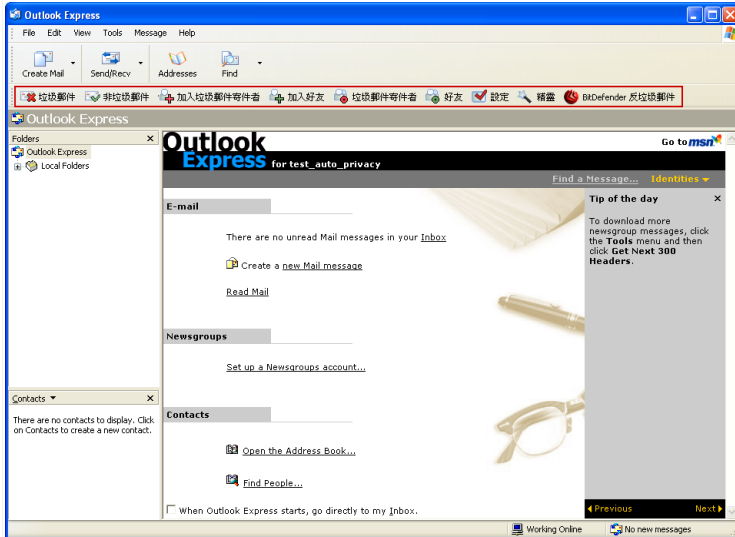 Outlook Express
File Edit View Tools Message Help
Create Mail Send/Recv Addresses Find
垃圾郵件 非垃圾郵件 加入垃圾郵件寄件者 加入好友 垃圾郵件寄件者 好友 設定 精靈 BitDefender 反垃圾郵件
Outlook Express
Folders
Outlook Express
Local Folders
Outlook
Express for test_auto_privacy
Go to msn
Find a Message... Identities
E-mail
There are no unread Mail messages in your Inbox
Create a new Mail message
Read Mail
Newsgroups
Set up a Newsgroups account...
Contacts
Open the Address Book...
Find People...
When Outlook Express starts, go directly to my Inbox.
Tip of the day
To download more
newsgroup messages, click
the Tools menu and then
click Get Next 300
Headers.
Previous Next
Contacts
There are no contacts to display. Click
on Contacts to create a new contact.
Working Online No new messages